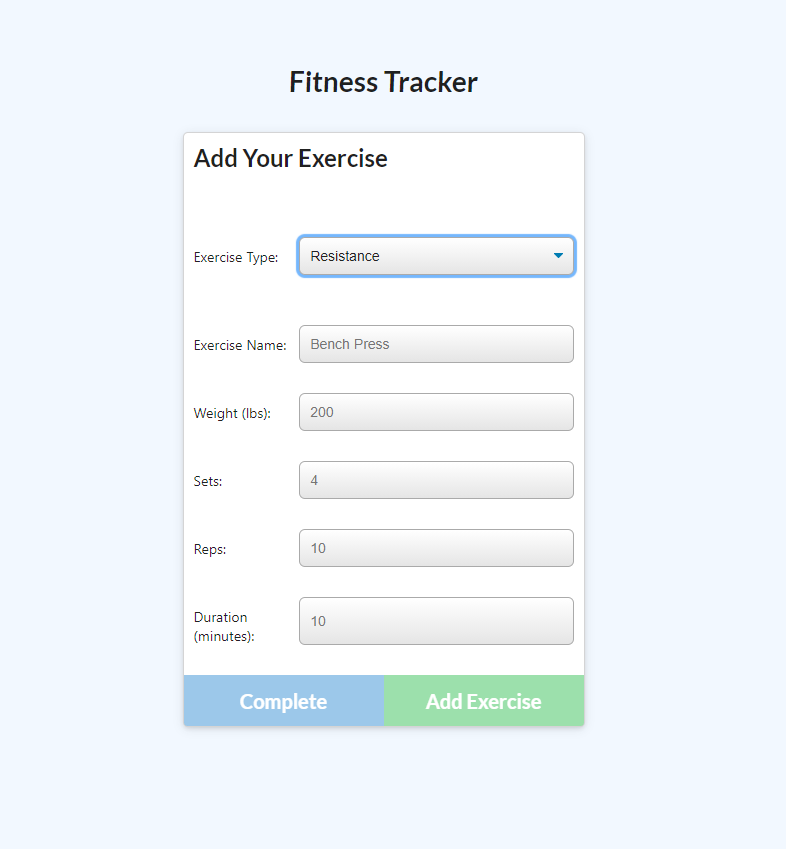 Fitness Tracker
Add Your Exercise
Exercise Type: Resistance
Exercise Name: Bench Press
Weight (lbs): 200
Sets: 4
Reps: 10
Duration
(minutes): 10
Complete Add Exercise